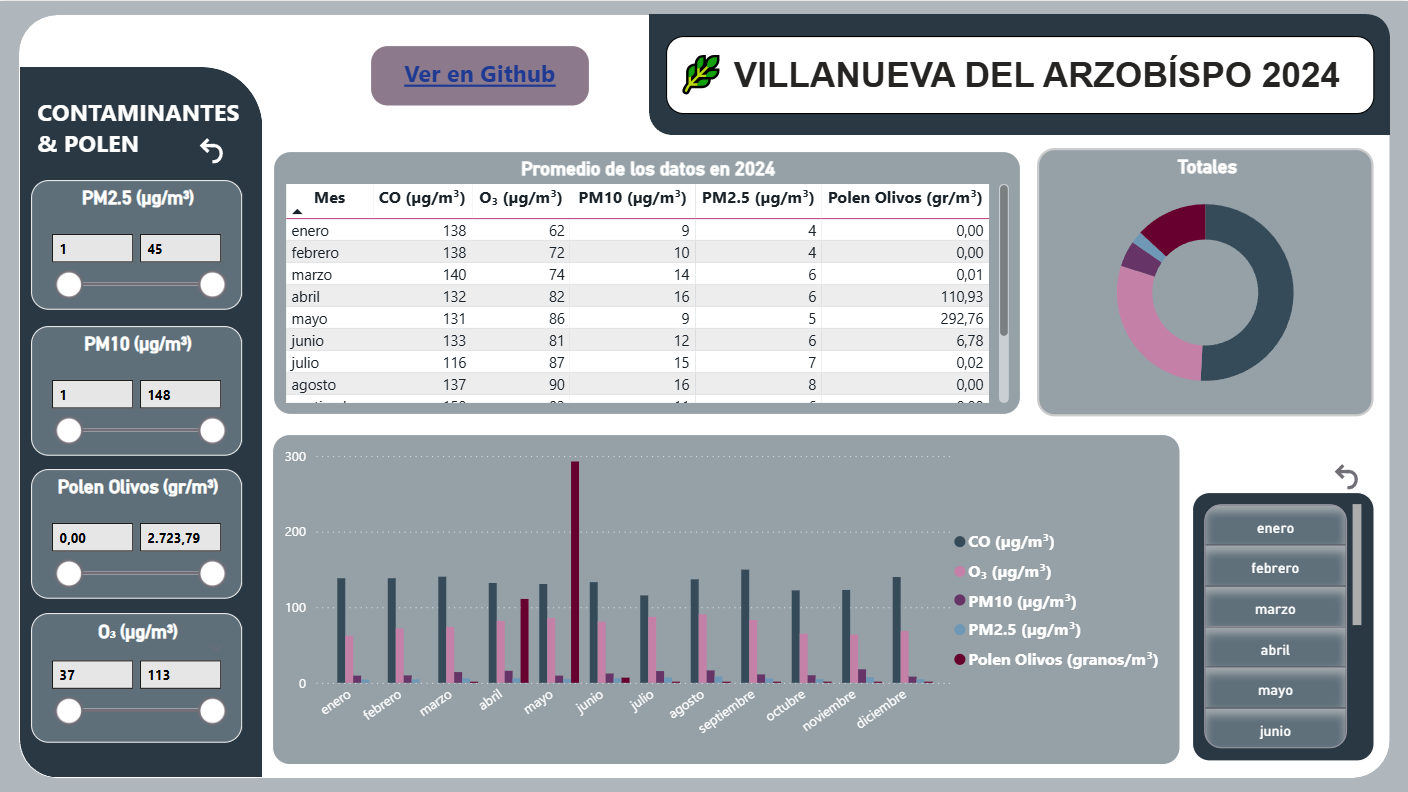 Ver en Github
VILLANUEVA DEL ARZOBÍSPO 2024
CONTAMINANTES
& POLEN
PM2.5 (µg/m³)
1 45
PM10 (µg/m³)
1 148
Polen Olivos (gr/m³)
0,00 2.723,79
O₃ (µg/m³)
37 113
Promedio de los datos en 2024
Mes CO (µg/m³) O₃ (µg/m³) PM10 (µg/m³) PM2.5 (µg/m³) Polen Olivos (gr/m³)
enero 138 62 9 4 0,00
febrero 138 72 10 4 0,00
marzo 140 74 14 6 0,01
abril 132 82 16 6 110,93
mayo 131 86 9 5 292,76
junio 133 81 12 6 6,78
julio 116 87 15 7 0,02
agosto 137 90 16 8 0,00
Totales
300
200
100
0
enero febrero marzo abril mayo junio julio agosto septiembre octubre noviembre diciembre
CO (µg/m³)
O₃ (µg/m³)
PM10 (µg/m³)
PM2.5 (µg/m³)
Polen Olivos (granos/m³)
enero
febrero
marzo
abril
mayo
junio